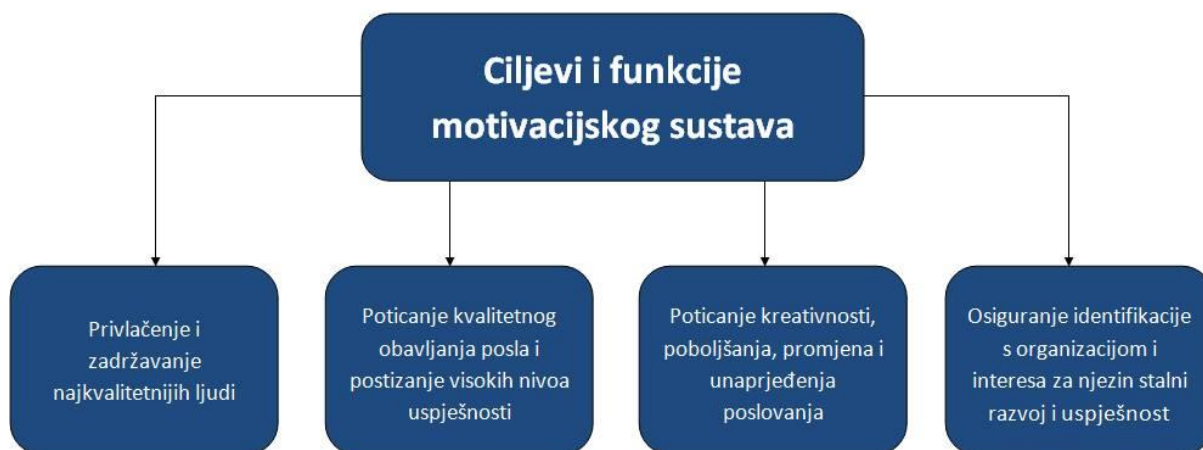 Ciljevi i funkcije
motivacijskog sustava
Privlačenje i
zadržavanje
najkvalitetnijih ljudi
Poticanje kvalitetnog
obavljanja posla i
postizanje visokih nivoa
uspješnosti
Poticanje kreativnosti,
poboljšanja, promjena i
unaprjeđenja
poslovanja
Osiguranje identifikacije
s organizacijom i
interesa za njezin stalni
razvoj i uspješnost